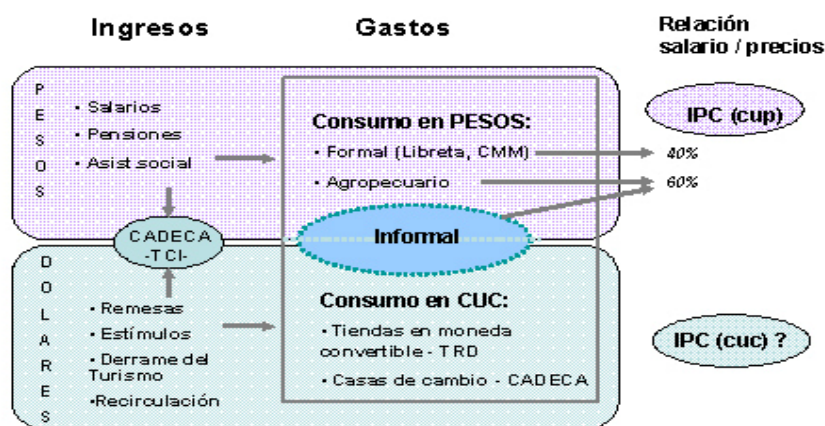 Ingresos
Gastos
Relación
salario / precios
PESOS
• Salarios
• Pensiones
• Asist.social
Consumo en PESOS:
• Formal (Libreta, CMM)
• Agropecuario
IPC (cup)
40%
60%
CADECA
-TCI-
Informal
DOLARES
• Remesas
• Estímulos
• Derrame del
Turismo
•Recirculación
Consumo en CUC:
•Tiendas en moneda
convertible - TRD
• Casas de cambio - CADECA
IPC (cuc) ?